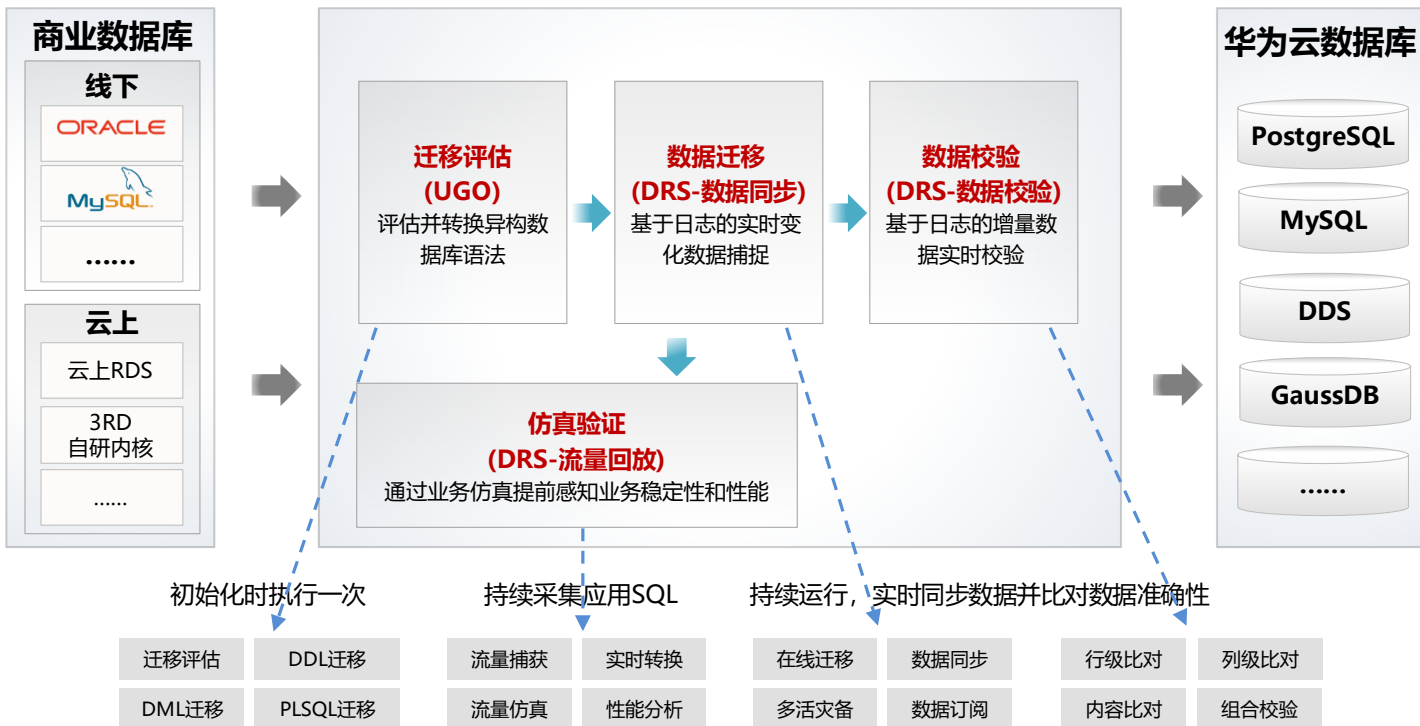 商业数据库
线下
ORACLE
MySQL
……
云上
云上RDS
3RD
自研内核
……
迁移评估
(UGO)
评估并转换异构数
据库语法
数据迁移
(DRS-数据同步)
基于日志的实时变
化数据捕捉
数据校验
(DRS-数据校验)
基于日志的增量数
据实时校验
仿真验证
(DRS-流量回放)
通过业务仿真提前感知业务稳定性和性能
华为云数据库
PostgreSQL
MySQL
DDS
GaussDB
……
初始化时执行一次
持续采集应用SQL
持续运行，实时同步数据并比对数据准确性
迁移评估
DDL迁移
DML迁移
PLSQL迁移
流量捕获
实时转换
流量仿真
性能分析
在线迁移
数据同步
多活灾备
数据订阅
行级比对
列级比对
内容比对
组合校验